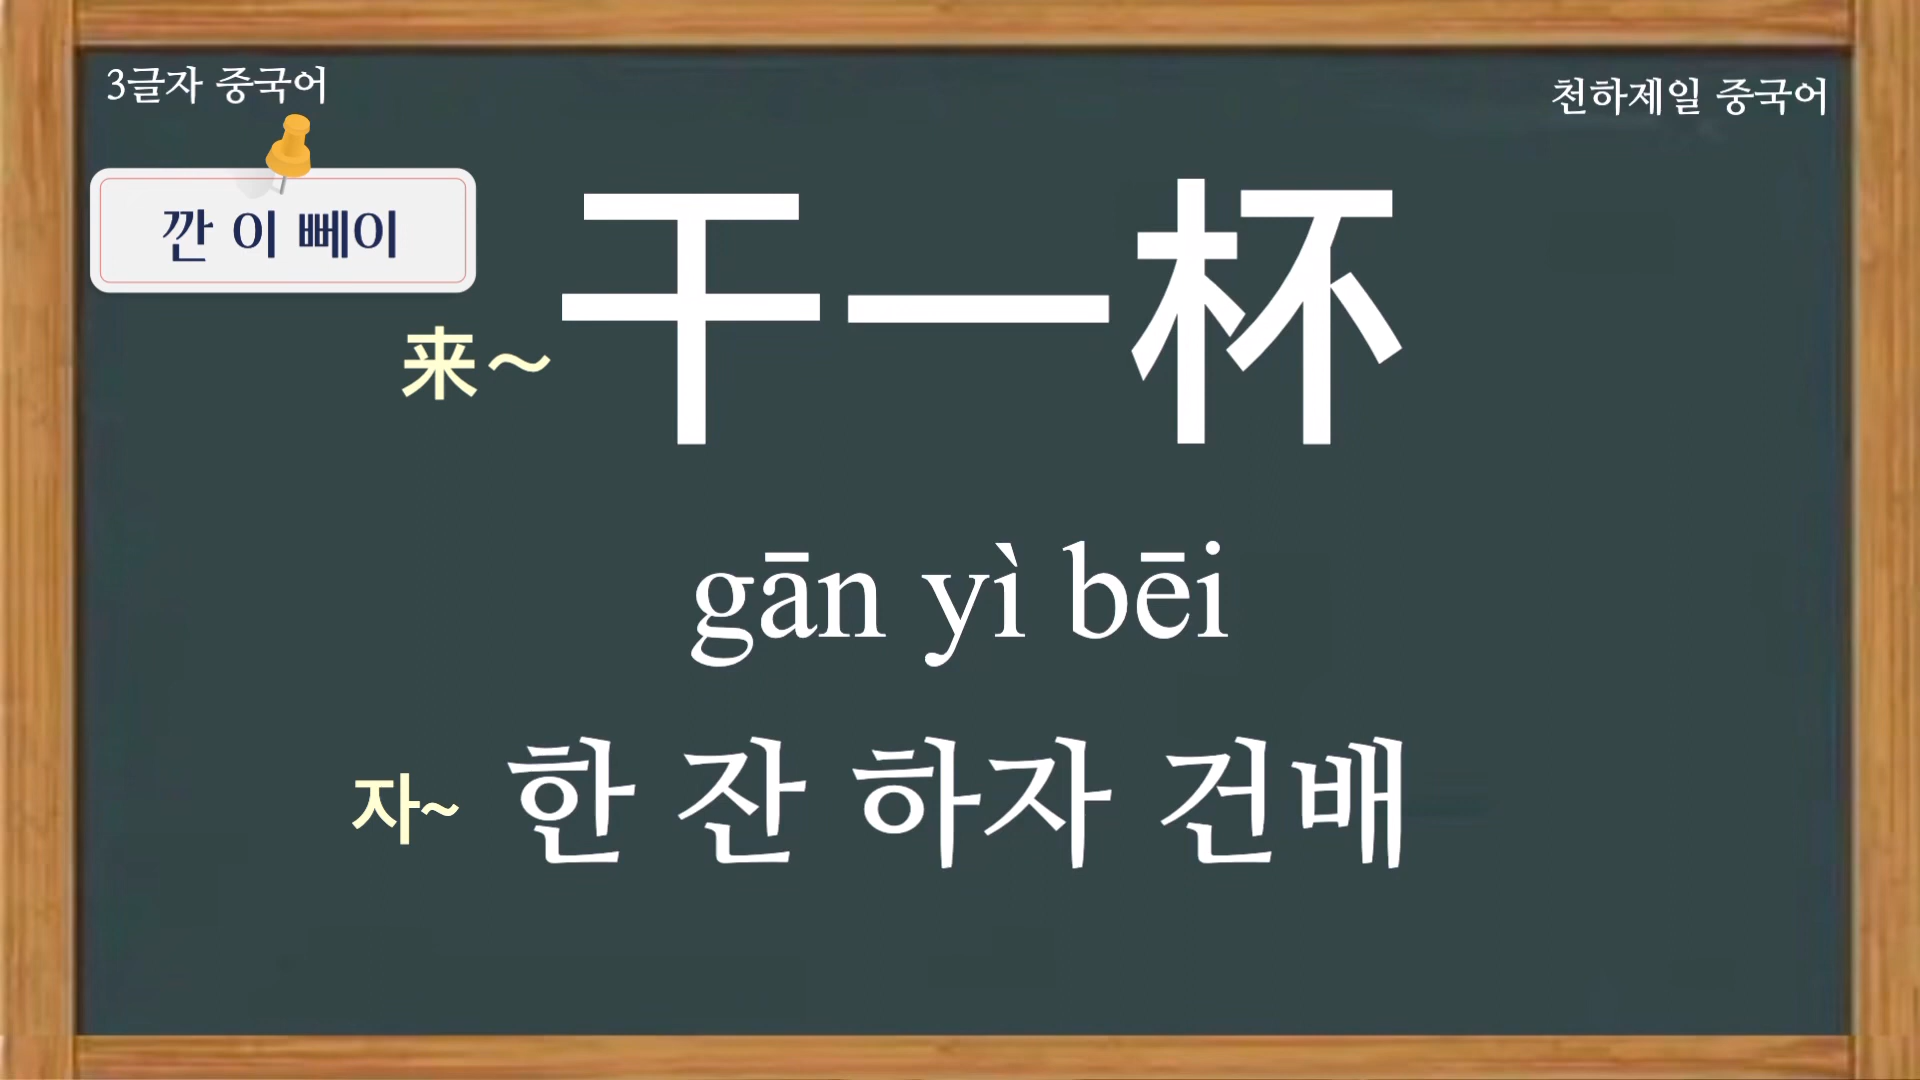 3글자 중국어
천하제일 중국어
깐 이 뻬이
来~ 干一杯
gān yì bēi
자~ 한 잔 하자 건배